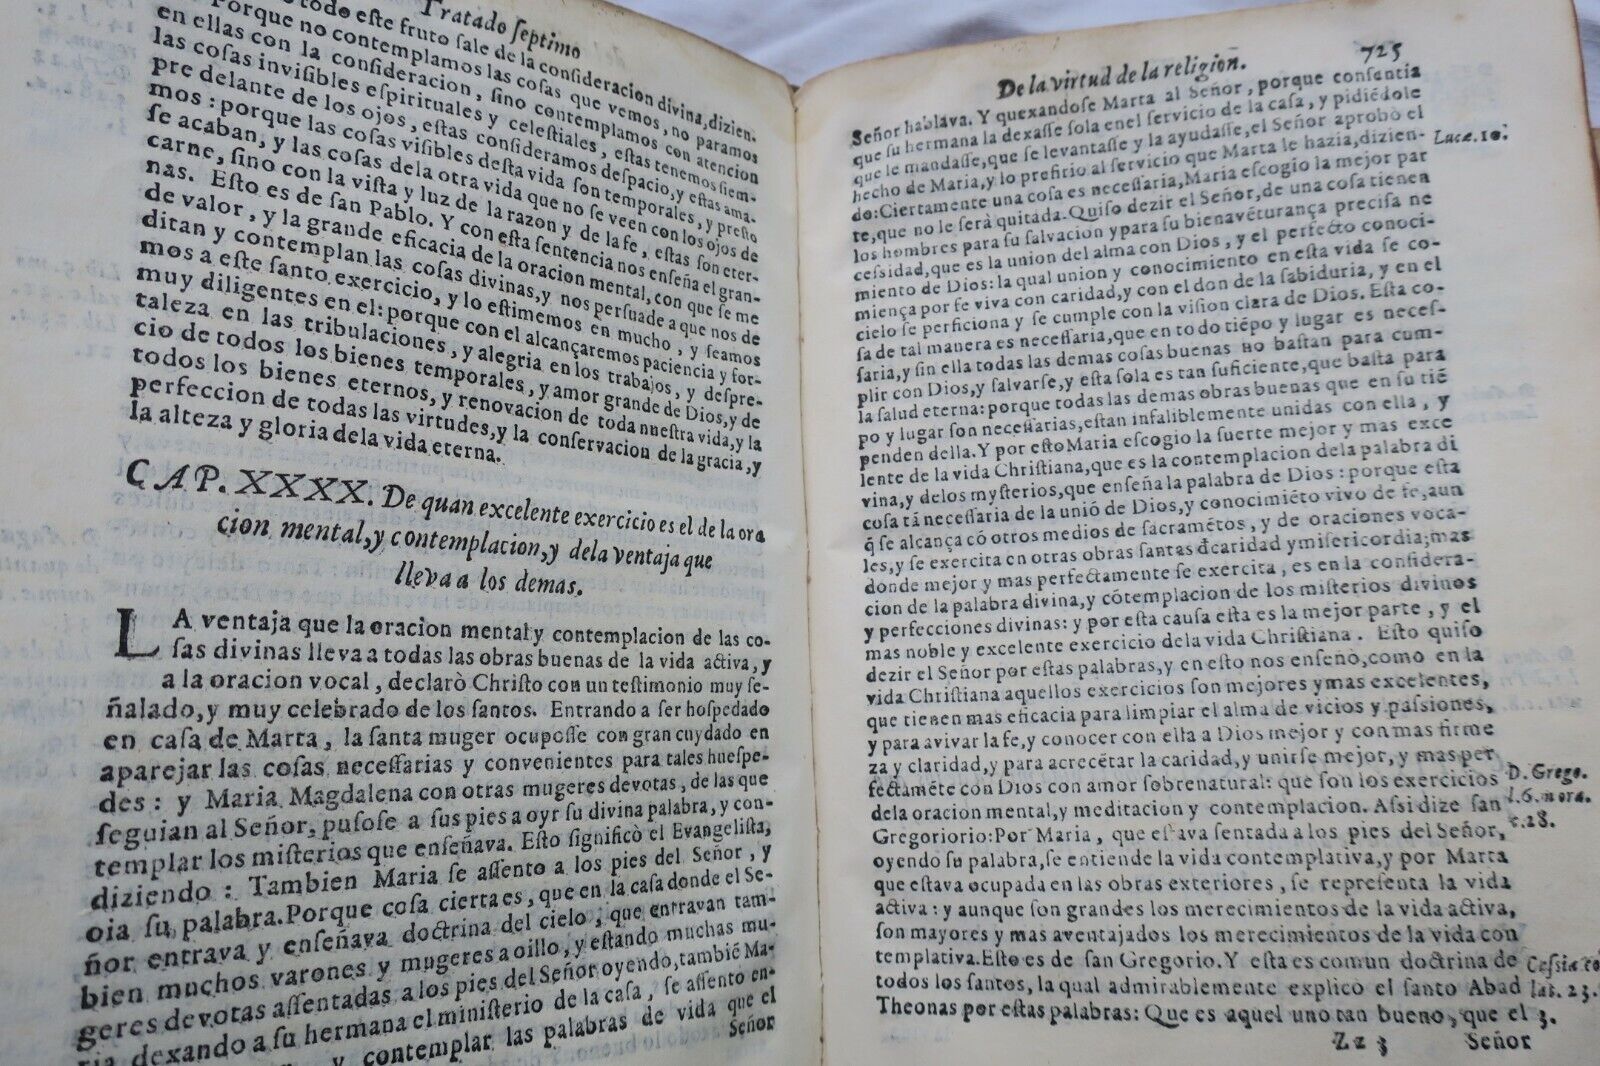 Tratado ſeptimo
todo eſte fruto ſale de la conſideracion divina, dizien-
Porque no contemplamos las coſas que vemos, no paramos
en ellas con la conſideracion, ſino contemplamos con atencion
las coſas inviſibles eſpirituales y celeſtiales, eſtas tenemos ſiem-
pre delante de los ojos, eſtas conſideramos deſpacio, y eſtas ama-
mos: porque las coſas viſibles deſta vida ſon temporales, y preſto
ſe acaban, y las coſas dela otra vida que no ſe veen con los ojos de
carne, ſino con la viſta y luz de la razon y de la fe, eſtas ſon eter-
nas. Eſto es de ſan Pablo. Y con eſta ſentencia nos enſeña el gran-
de valor, y la grande eficacia de la oracion mental, con que ſe me
ditan y contemplan las coſas divinas, y nos perſuade a que nos de
mos a eſte ſanto exercicio, y lo eſtimemos en mucho, y ſeamos
muy diligentes en el: porque con el alcançaremos paciencia y for-
taleza en las tribulaciones, y alegria en los trabajos, y deſpre-
cio de todos los bienes temporales, y amor grande de Dios, y de
todos los bienes eternos, y renovacion de toda nueſtra vida, y la
perfeccion de todas las virtudes, y la conſervacion de la gracia, y
la alteza y gloria dela vida eterna.
CAP. XXXX. De quan excelente exercicio es el de la ora
cion mental, y contemplacion, y dela ventaja que
lleva a los demas.
LA ventaja que la oracion mental y contemplacion de las co-
ſas divinas lleva a todas las obras buenas de la vida activa, y
a la oracion vocal, declarò Chriſto con un teſtimonio muy ſe-
ñalado, y muy celebrado de los ſantos. Entrando a ſer hoſpedado
en caſa de Marta, la ſanta muger ocupoſſe con gran cuydado en
aparejar las coſas neceſſarias y convenientes para tales hueſpe-
des: y Maria Magdalena con otras mugeres devotas, de las que
ſeguian al Señor, puſoſe a ſus pies a oyr ſu divina palabra, y con-
templar los miſterios que enſeñava. Eſto ſignificò el Evangeliſta,
diziendo: Tambien Maria ſe aſſento a los pies del Señor, y
oia ſu palabra. Porque coſa cierta es, que en la caſa donde el Se-
ñor entrava y enſeñava doctrina del cielo, que entravan tam-
bien muchos varones y mugeres a oillo, y eſtando muchas mu-
geres devotas aſſentadas a los pies del Señor oyendo, tambiẽ Ma-
ria, dexando a ſu hermana el miniſterio de la caſa, ſe aſſento en-
y contemplar las palabras de vida que el
Señor
De la virtud de la religioñ. 725
Señor hablava. Y quexandoſe Marta al Señor, porque conſentia
que ſu hermana la dexaſſe ſola en el ſervicio de la caſa, y pidiẽdole
que le mandaſſe, que ſe levantaſſe y la ayudaſſe, el Señor aprobó el
hecho de Maria, y lo prefirio al ſervicio que Marta le hazia, dizien-
do: Ciertamente una coſa es neceſſaria, Maria eſcogio la mejor par
te, que no le ſerà quitada. Quiſo dezir el Señor, de una coſa tienen
los hombres para ſu ſalvacion y para ſu bienavẽturança preciſa ne
ceſsidad, que es la union del alma con Dios, y el perfecto conoci-
miento de Dios: la qual union y conocimiento en eſta vida ſe co-
miença por fe viva con caridad, y con el don de la ſabiduria, y en el
cielo ſe perficiona y ſe cumple con la viſion clara de Dios. Eſta co-
ſa de tal manera es neceſſaria, que en todo tiẽpo y lugar es neceſ-
ſaria, y ſin ella todas las demas coſas buenas no baſtan para cum-
plir con Dios, y ſalvarſe, y eſta ſola es tan ſuficiente, que baſta para
la ſalud eterna: porque todas las demas obras buenas que en ſu tiẽ
po y lugar ſon neceſſarias, eſtan infaliblemente unidas con ella, y
penden della. Y por eſto Maria eſcogio la ſuerte mejor y mas exce
lente de la vida Chriſtiana, que es la contemplacion dela palabra di
vina, y delos myſterios, que enſeña la palabra de Dios: porque eſta
coſa tã neceſſaria de la unió de Dios, y conocimiẽto vivo de fe, aun
q̃ ſe alcança có otros medios de ſacramẽtos, y de oraciones voca-
les, y ſe exercita en otras obras ſantas de caridad y miſericordia; mas
donde mejor y mas perfectamente ſe exercita, es en la conſidera-
cion de la palabra divina, y cótemplacion de los miſterios divinos
y perfecciones divinas: y por eſta cauſa eſta es la mejor parte, y el
mas noble y excelente exercicio dela vida Chriſtiana. Eſto quiſo
dezir el Señor por eſtas palabras, y en eſto nos enſeñò, como en la
vida Chriſtiana aquellos exercicios ſon mejores y mas excelentes,
que tienen mas eficacia para limpiar el alma de vicios y paſsiones,
y para avivar la fe, y conocer con ella a Dios mejor y con mas firme
za y claridad, y para acrecẽtar la caridad, y unirſe mejor, y mas per
fectamẽte con Dios con amor ſobrenatural: que ſon los exercicios
dela oracion mental, y meditacion y contemplacion. Aſsi dize ſan
Gregoriorio: Por Maria, que eſtava ſentada a los pies del Señor,
oyendo ſu palabra, ſe entiende la vida contemplativa, y por Marta
que eſtava ocupada en las obras exteriores, ſe repreſenta la vida
activa: y aunque ſon grandes los merecimientos de la vida activa,
ſon mayores y mas aventajados los merecimientos de la vida con
templativa. Eſto es de ſan Gregorio. Y eſta es comun doctrina de
todos los ſantos, la qual admirablemente explicó el ſanto Abad
Theonas por eſtas palabras: Que es aquel uno tan bueno, que el
Zz 3 Señor
Lucæ. 10.
D. Grego.
l. 6. mora.
c. 28.
Caſsia. co
lat. 23.
3.